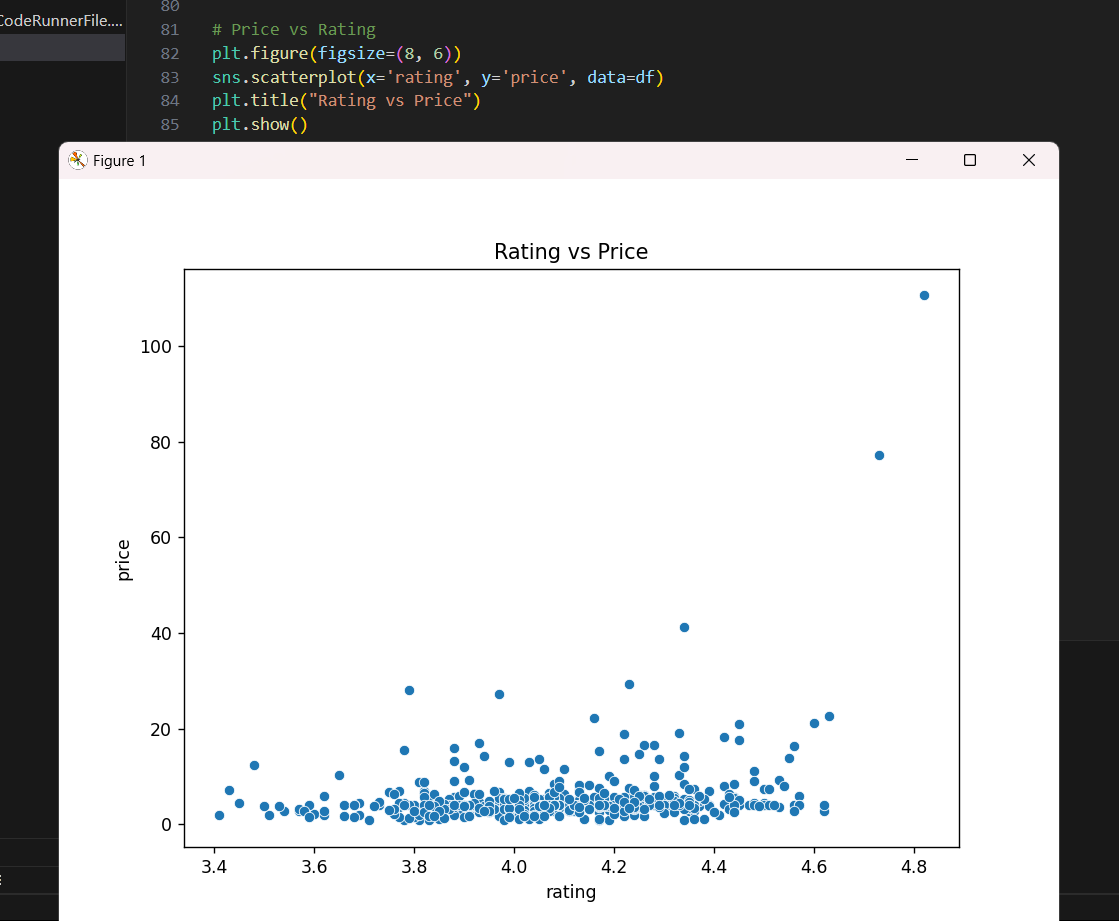 80
CodeRunnerFile....
81 # Price vs Rating
82 plt.figure(figsize=(8, 6))
83 sns.scatterplot(x='rating', y='price', data=df)
84 plt.title("Rating vs Price")
85 plt.show()
Figure 1
Rating vs Price
100
80
60
40
20
0
price
3.4 3.6 3.8 4.0 4.2 4.4 4.6 4.8
rating